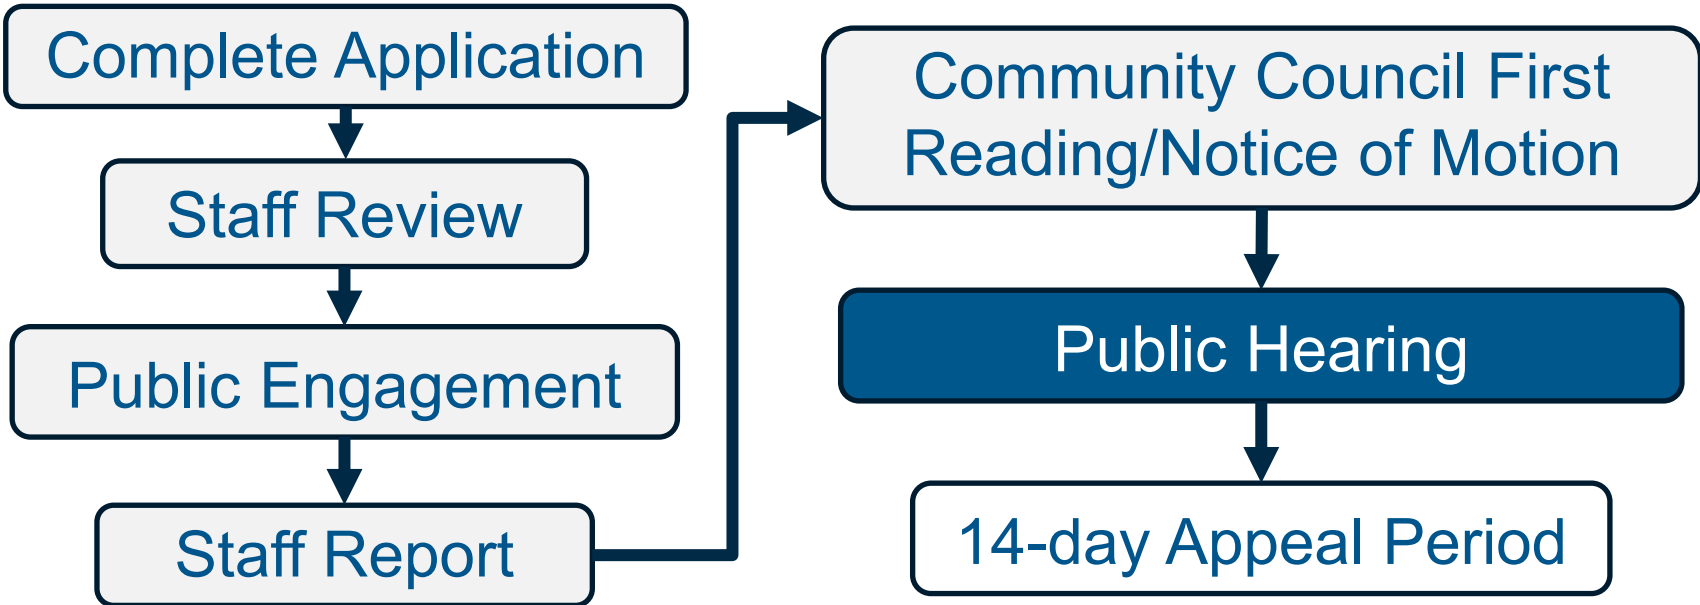 Complete Application
Staff Review
Public Engagement
Staff Report
Community Council First
Reading/Notice of Motion
Public Hearing
14-day Appeal Period